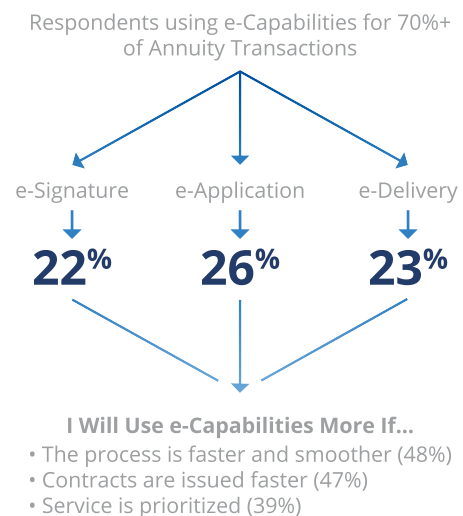 Respondents using e-Capabilities for 70%+
of Annuity Transactions
e-Signature e-Application e-Delivery
22% 26% 23%
I Will Use e-Capabilities More If...
• The process is faster and smoother (48%)
• Contracts are issued faster (47%)
• Service is prioritized (39%)